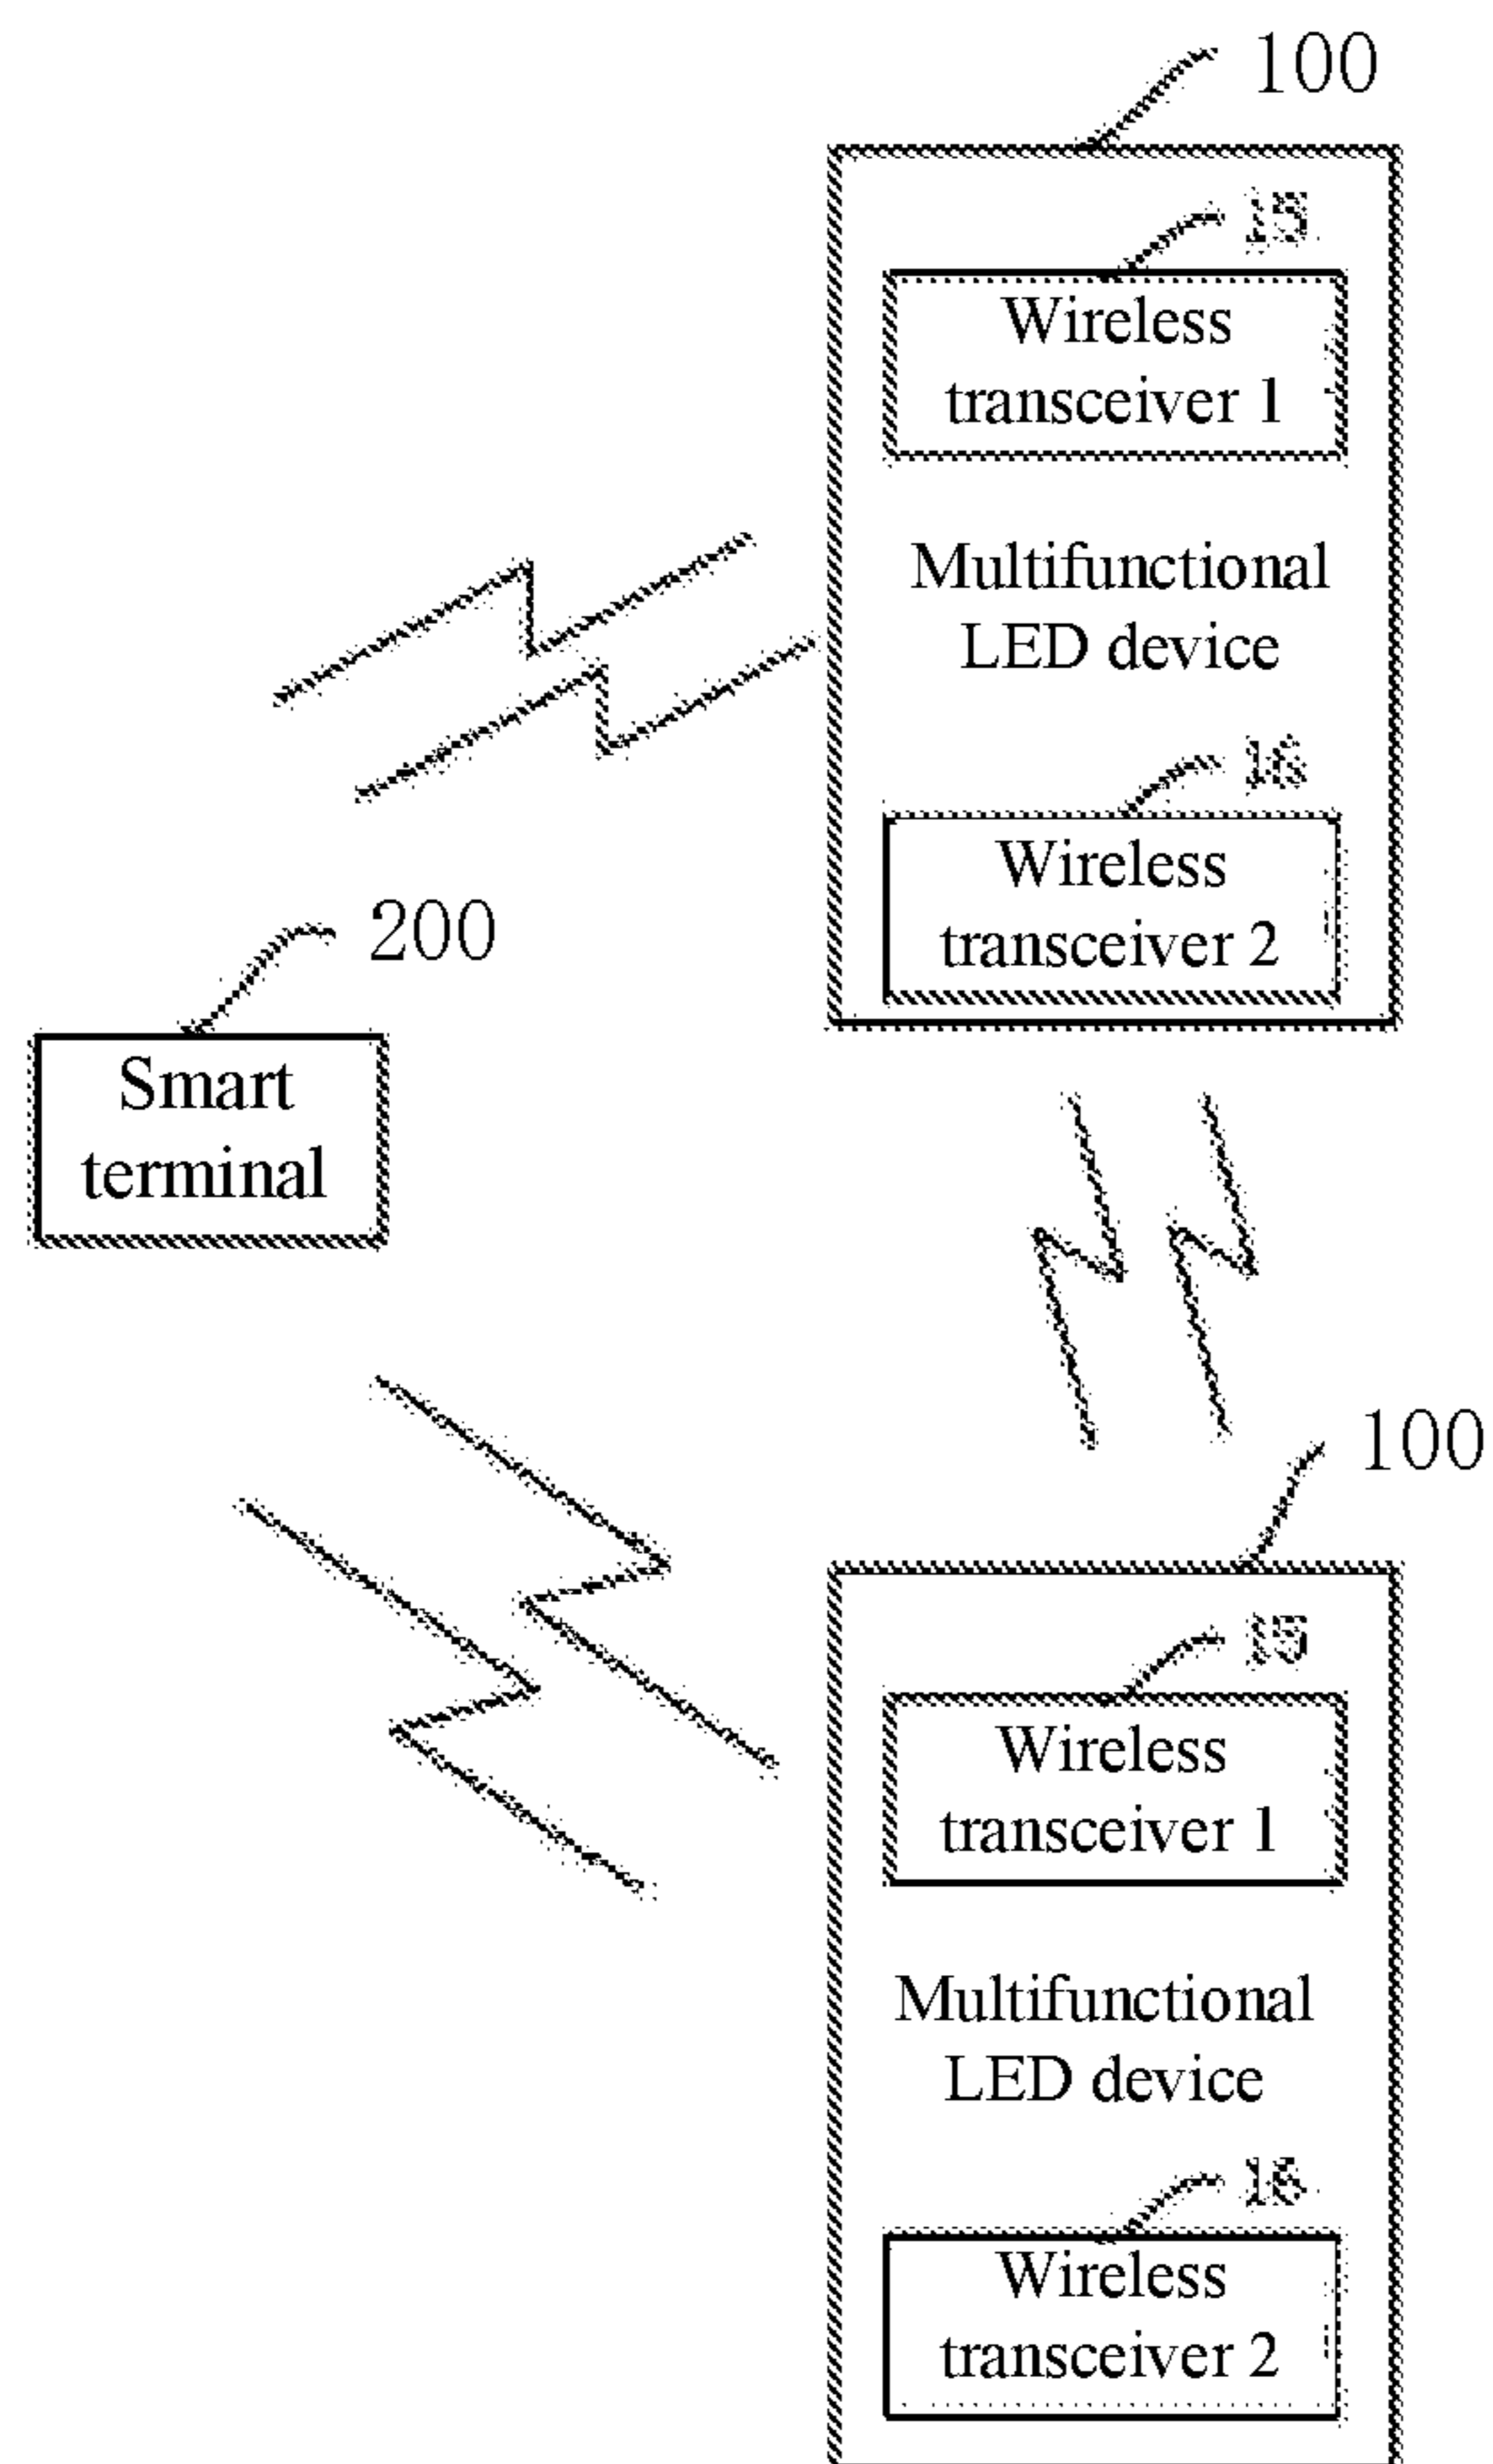 100
15
Wireless
transceiver 1
Multifunctional
LED device
16
Wireless
transceiver 2
200
Smart
terminal
100
15
Wireless
transceiver 1
Multifunctional
LED device
16
Wireless
transceiver 2